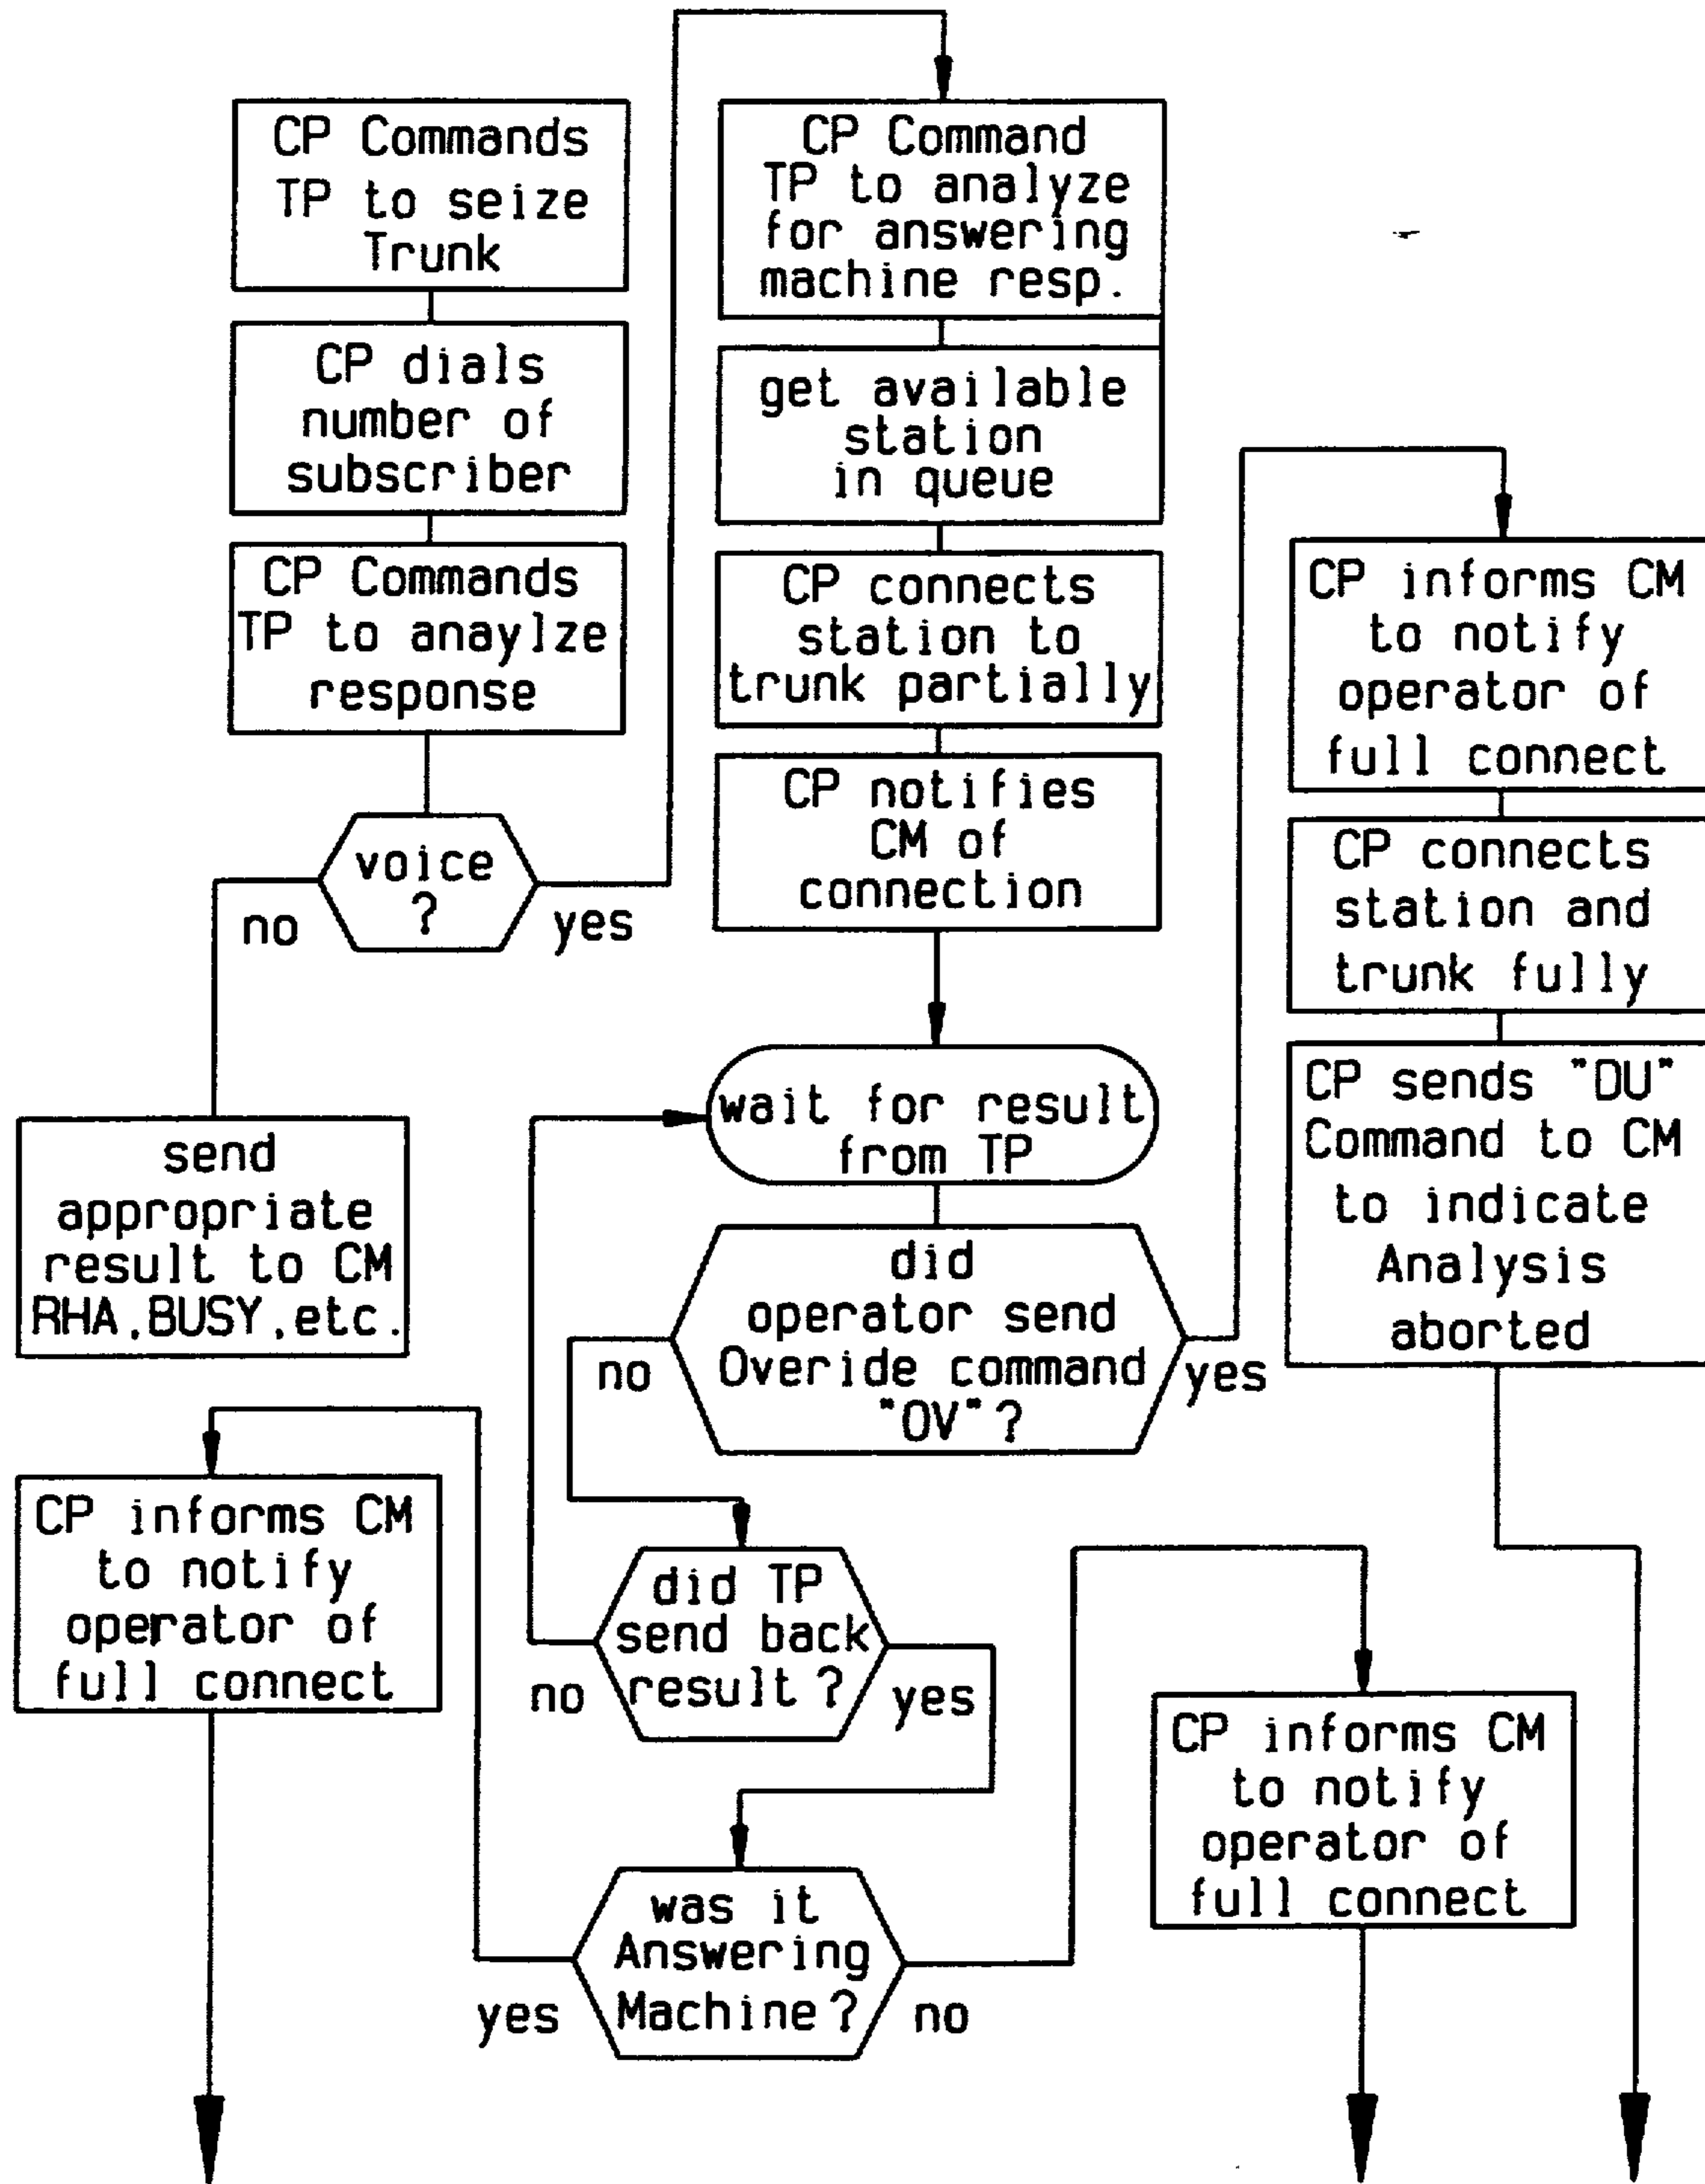 CP Commands
TP to seize
Trunk
CP dials
number of
subscriber
CP Commands
TP to anaylze
response
voice
?
no
yes
send
appropriate
result to CM
RHA,BUSY,etc.
CP Command
TP to analyze
for answering
machine resp.
get available
station
in queue
CP connects
station to
trunk partially
CP notifies
CM of
connection
wait for result
from TP
did
operator send
Overide command
"OV"?
no
yes
CP informs CM
to notify
operator of
full connect
CP connects
station and
trunk fully
CP sends "DU"
Command to CM
to indicate
Analysis
aborted
did TP
send back
result?
no
yes
was it
Answering
Machine?
yes
no
CP informs CM
to notify
operator of
full connect
CP informs CM
to notify
operator of
full connect